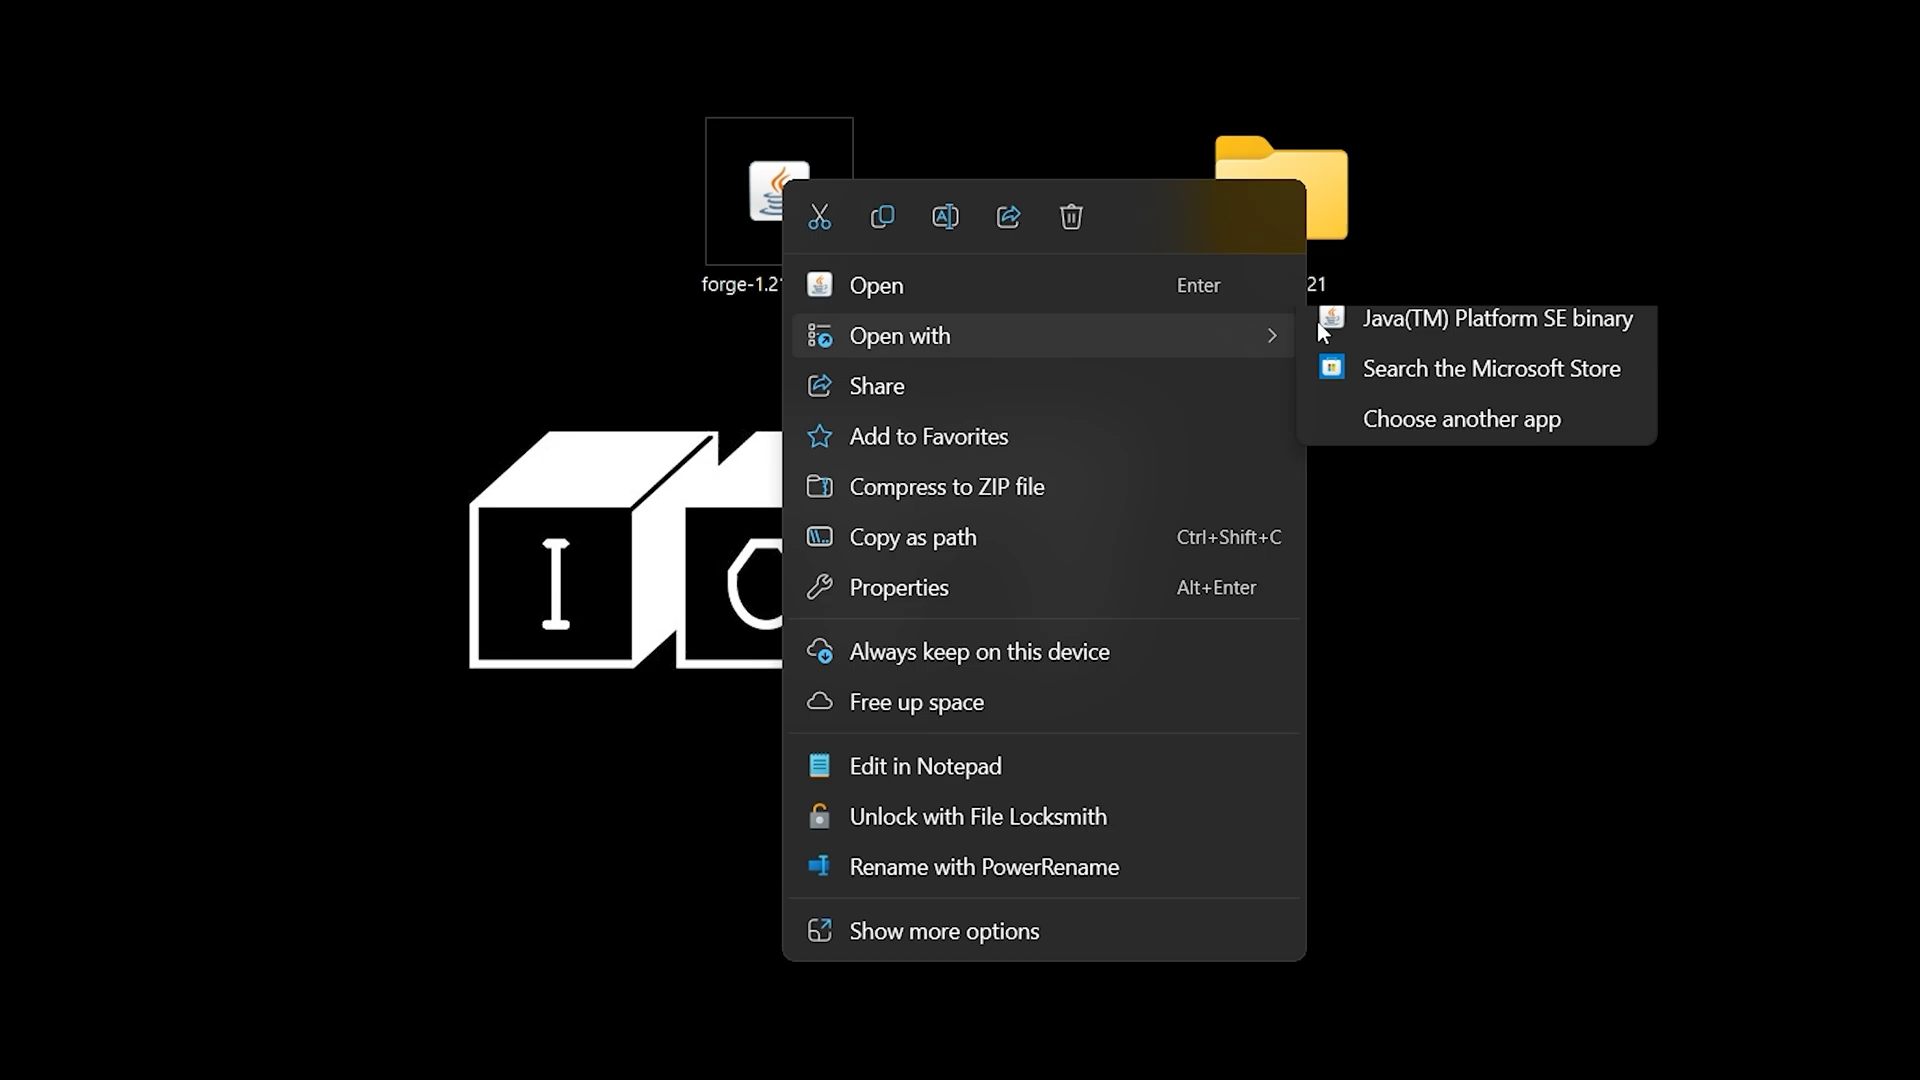 forge-1.21
21
Open Enter
Open with
Share
Add to Favorites
Compress to ZIP file
Copy as path Ctrl+Shift+C
Properties Alt+Enter
Always keep on this device
Free up space
Edit in Notepad
Unlock with File Locksmith
Rename with PowerRename
Show more options
Java(TM) Platform SE binary
Search the Microsoft Store
Choose another app
I